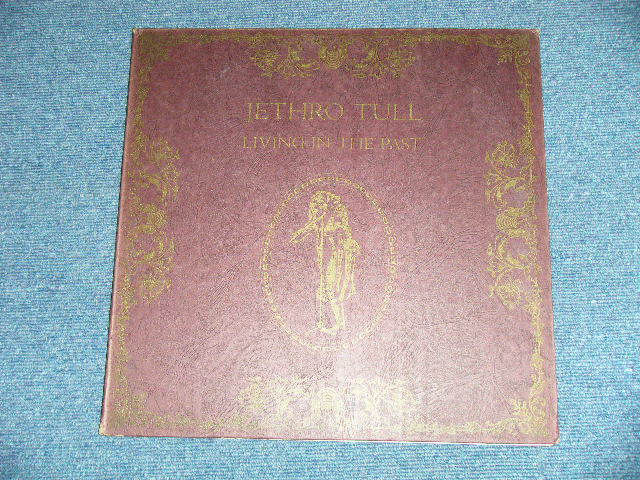 JETHRO TULL
LIVING IN THE PAST